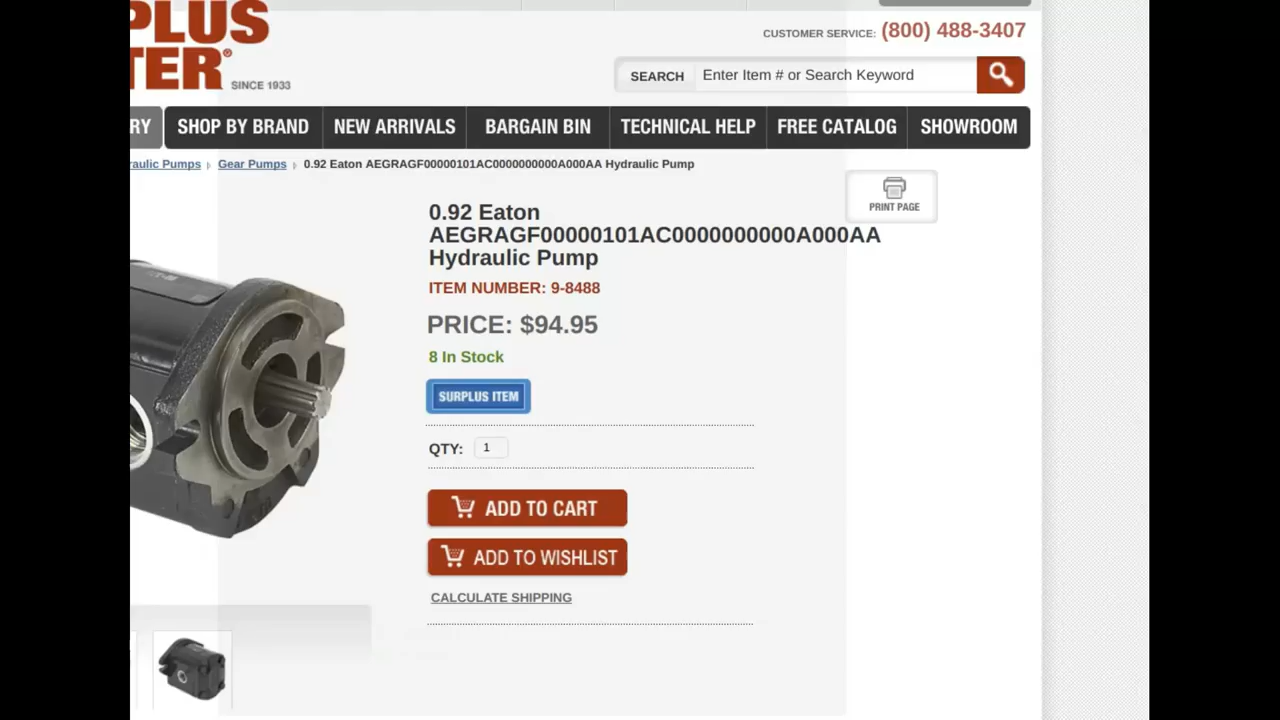 PLUS
TER®
SINCE 1933
CUSTOMER SERVICE: (800) 488-3407
SEARCH Enter Item # or Search Keyword
RY SHOP BY BRAND NEW ARRIVALS BARGAIN BIN TECHNICAL HELP FREE CATALOG SHOWROOM
raulic Pumps Gear Pumps 0.92 Eaton AEGRAGF00000101AC0000000000A000AA Hydraulic Pump
PRINT PAGE
0.92 Eaton
AEGRAGF00000101AC0000000000A000AA
Hydraulic Pump
ITEM NUMBER: 9-8488
PRICE: $94.95
8 In Stock
SURPLUS ITEM
QTY: 1
ADD TO CART
ADD TO WISHLIST
CALCULATE SHIPPING